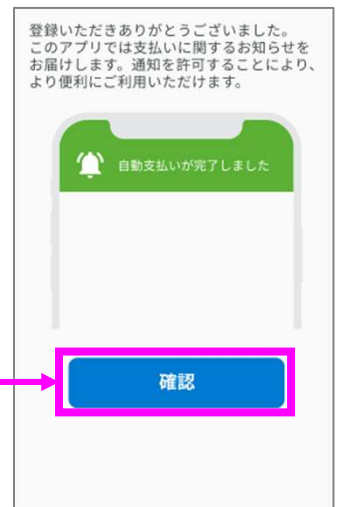 登録いただきありがとうございました。
このアプリでは支払いに関するお知らせを
お届けします。通知を許可することにより、
より便利にご利用いただけます。
自動支払いが完了しました
確認